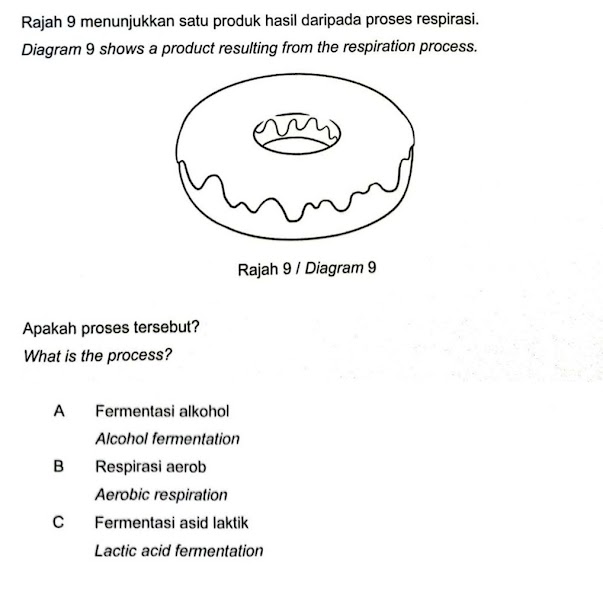 Rajah 9 menunjukkan satu produk hasil daripada proses respirasi.
Diagram 9 shows a product resulting from the respiration process.
Rajah 9 / Diagram 9
Apakah proses tersebut?
What is the process?
A Fermentasi alkohol
Alcohol fermentation
B Respirasi aerob
Aerobic respiration
C Fermentasi asid laktik
Lactic acid fermentation